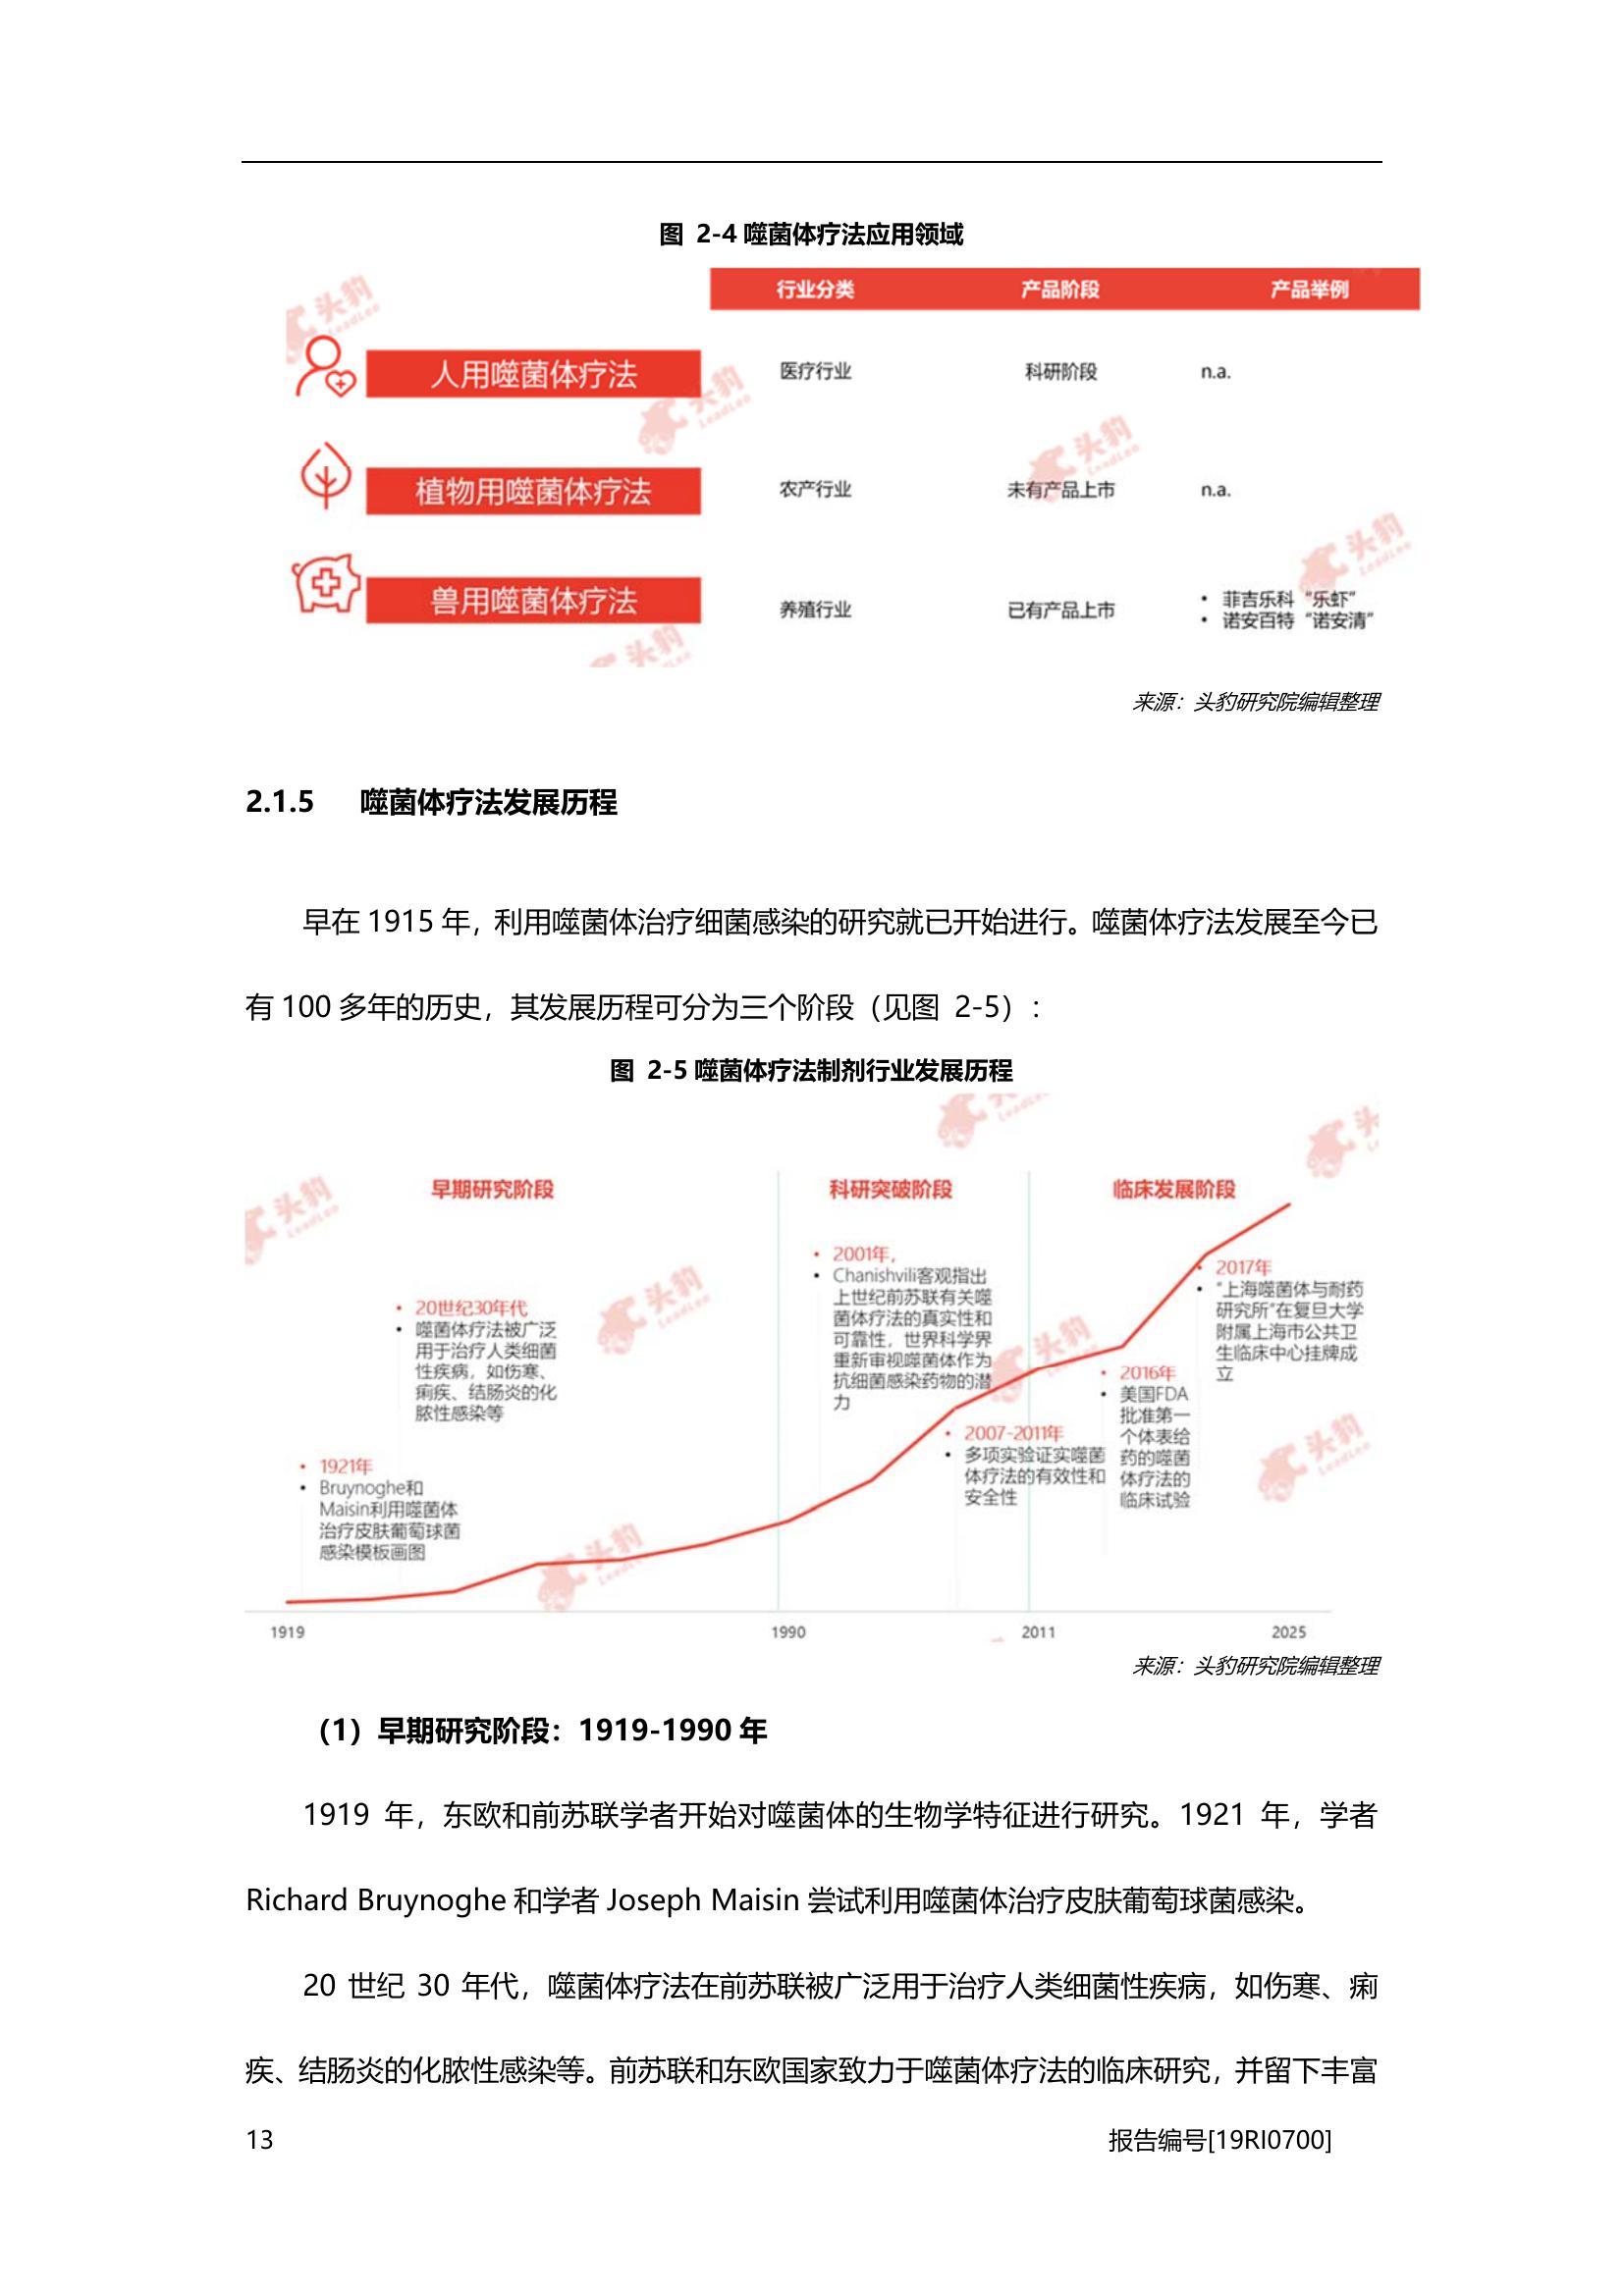 图 2-4 噬菌体疗法应用领域
行业分类 产品阶段 产品举例
人用噬菌体疗法 医疗行业 科研阶段 n.a.
植物用噬菌体疗法 农产行业 未有产品上市 n.a.
兽用噬菌体疗法 养殖行业 已有产品上市
• 菲吉乐科“乐虾”
• 诺安百特“诺安清”
来源：头豹研究院编辑整理
2.1.5 噬菌体疗法发展历程
早在 1915 年，利用噬菌体治疗细菌感染的研究就已开始进行。噬菌体疗法发展至今已
有 100 多年的历史，其发展历程可分为三个阶段（见图 2-5）：
图 2-5 噬菌体疗法制剂行业发展历程
早期研究阶段
• 1921年
• Bruynoghe和
Maisin利用噬菌体
治疗皮肤葡萄球菌
感染模板画图
• 20世纪30年代
• 噬菌体疗法被广泛
用于治疗人类细菌
性疾病，如伤寒、
痢疾、结肠炎的化
脓性感染等
科研突破阶段
• 2001年，
• Chanishvili客观指出
上世纪前苏联有关噬
菌体疗法的真实性和
可靠性，世界科学界
重新审视噬菌体作为
抗细菌感染药物的潜
力
• 2007-2011年
• 多项实验证实噬菌
体疗法的有效性和
安全性
临床发展阶段
• 2016年
• 美国FDA
批准第一
个体表给
药的噬菌
体疗法的
临床试验
• 2017年
• “上海噬菌体与耐药
研究所”在复旦大学
附属上海市公共卫
生临床中心挂牌成
立
1919 1990 2011 2025
来源：头豹研究院编辑整理
（1）早期研究阶段：1919-1990 年
1919 年，东欧和前苏联学者开始对噬菌体的生物学特征进行研究。1921 年，学者
Richard Bruynoghe 和学者 Joseph Maisin 尝试利用噬菌体治疗皮肤葡萄球菌感染。
20 世纪 30 年代，噬菌体疗法在前苏联被广泛用于治疗人类细菌性疾病，如伤寒、痢
疾、结肠炎的化脓性感染等。前苏联和东欧国家致力于噬菌体疗法的临床研究，并留下丰富
13 报告编号[19RI0700]
头豹
LeadLeo